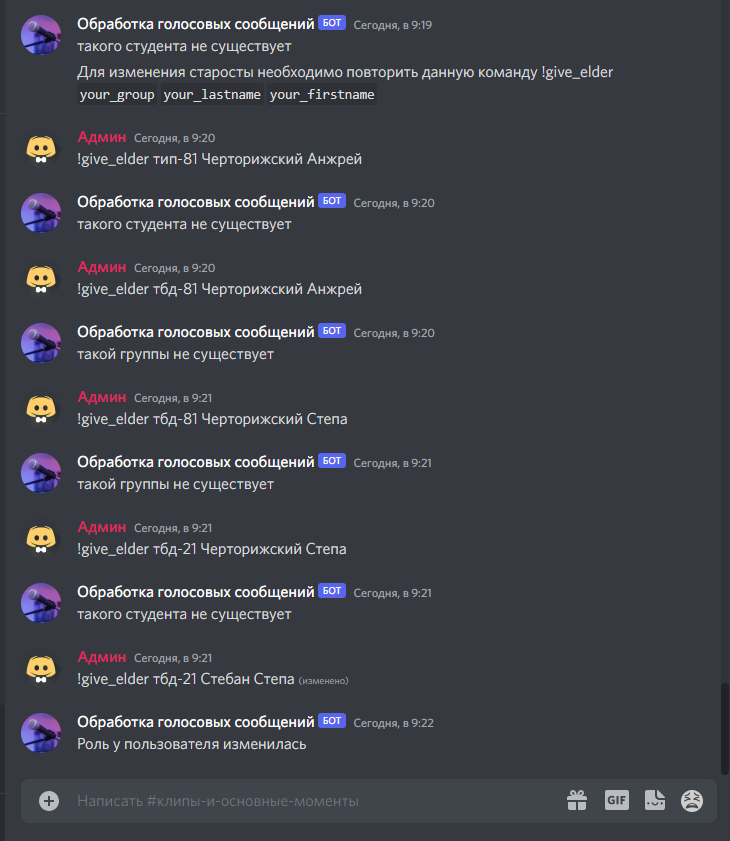 Обработка голосовых сообщений БОТ Сегодня, в 9:19
такого студента не существует
Для изменения старосты необходимо повторить данную команду !give_elder
your_group your_lastname your_firstname
Админ Сегодня, в 9:20
!give_elder тип-81 Черторижский Анжрей
Обработка голосовых сообщений БОТ Сегодня, в 9:20
такого студента не существует
Админ Сегодня, в 9:20
!give_elder тбд-81 Черторижский Анжрей
Обработка голосовых сообщений БОТ Сегодня, в 9:20
такой группы не существует
Админ Сегодня, в 9:21
!give_elder тбд-81 Черторижский Степа
Обработка голосовых сообщений БОТ Сегодня, в 9:21
такой группы не существует
Админ Сегодня, в 9:21
!give_elder тбд-21 Черторижский Степа
Обработка голосовых сообщений БОТ Сегодня, в 9:21
такого студента не существует
Админ Сегодня, в 9:21
!give_elder тбд-21 Стебан Степа (изменено)
Обработка голосовых сообщений БОТ Сегодня, в 9:22
Роль у пользователя изменилась
Написать #клипы-и-основные-моменты GIF